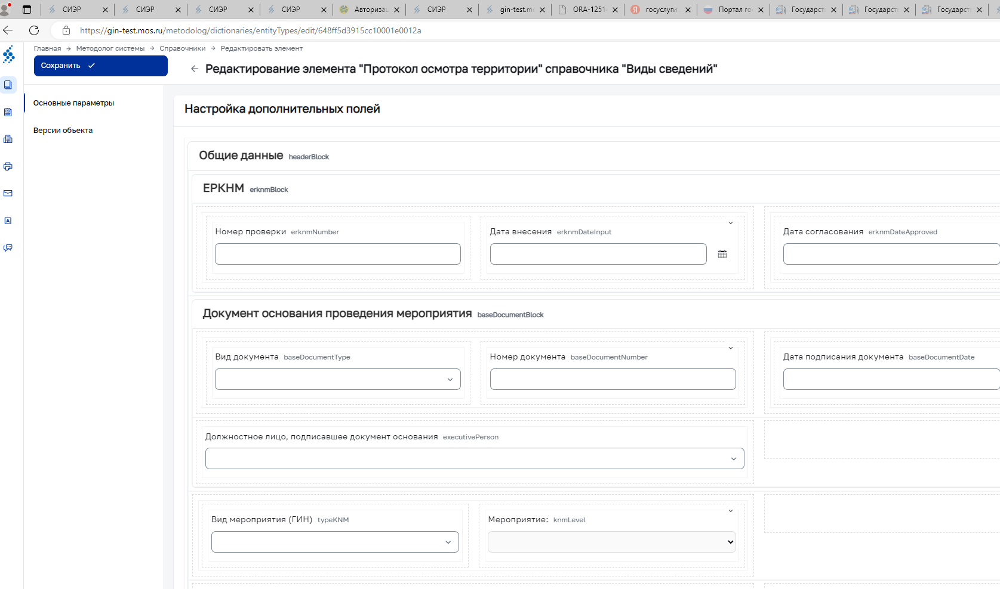 СИЭР
СИЭР
СИЭР
СИЭР
Авториза
СИЭР
gin-test.mo
ORA-1251
госуслуги
Портал го
Государст
Государст
Государст
https://gin-test.mos.ru/metodolog/dictionaries/entityTypes/edit/648ff5d3915cc10001e0012a
Главная → Методолог системы → Справочники → Редактировать элемент
Сохранить
← Редактирование элемента "Протокол осмотра территории" справочника "Виды сведений"
Основные параметры
Версии объекта
Настройка дополнительных полей
Общие данные headerBlock
ЕРКНМ erknmBlock
Номер проверки erknmNumber
Дата внесения erknmDateInput
Дата согласования erknmDateApproved
Документ основания проведения мероприятия baseDocumentBlock
Вид документа baseDocumentType
Номер документа baseDocumentNumber
Дата подписания документа baseDocumentDate
Должностное лицо, подписавшее документ основания executivePerson
Вид мероприятия (ГИН) typeKNM
Мероприятие: knmLevel